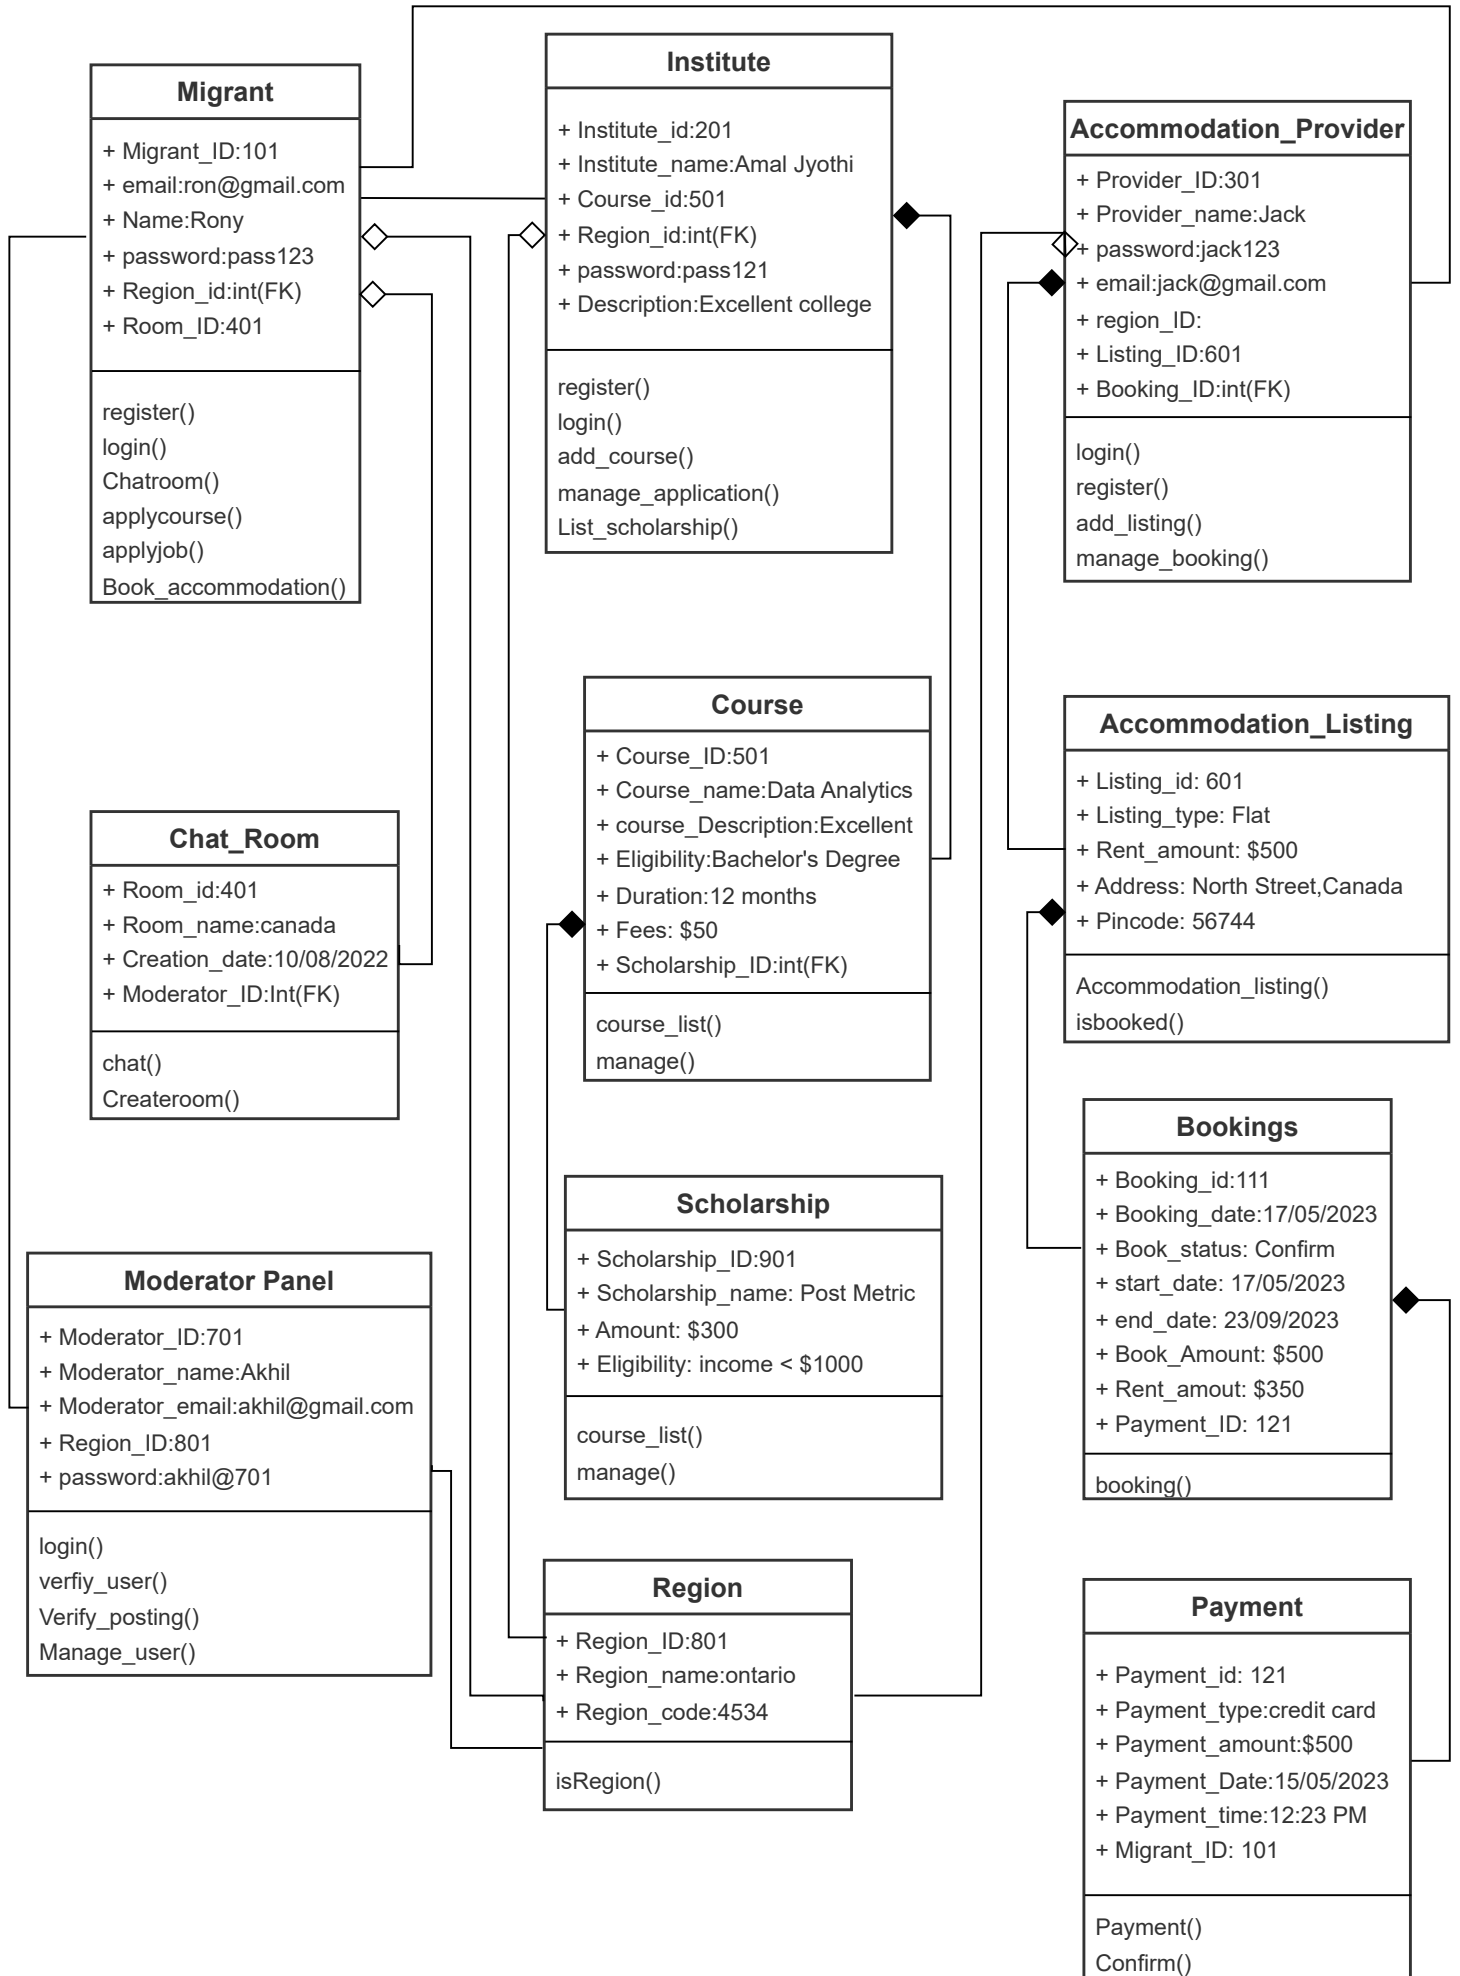 Migrant
+ Migrant_ID:101
+ email:ron@gmail.com
+ Name:Rony
+ password:pass123
+ Region_id:int(FK)
+ Room_ID:401
register()
login()
Chatroom()
applycourse()
applyjob()
Book_accommodation()
Institute
+ Institute_id:201
+ Institute_name:Amal Jyothi
+ Course_id:501
+ Region_id:int(FK)
+ password:pass121
+ Description:Excellent college
register()
login()
add_course()
manage_application()
List_scholarship()
Accommodation_Provider
+ Provider_ID:301
+ Provider_name:Jack
+ password:jack123
+ email:jack@gmail.com
+ region_ID:
+ Listing_ID:601
+ Booking_ID:int(FK)
login()
register()
add_listing()
manage_booking()
Chat_Room
+ Room_id:401
+ Room_name:canada
+ Creation_date:10/08/2022
+ Moderator_ID:Int(FK)
chat()
Createroom()
Course
+ Course_ID:501
+ Course_name:Data Analytics
+ course_Description:Excellent
+ Eligibility:Bachelor's Degree
+ Duration:12 months
+ Fees: $50
+ Scholarship_ID:int(FK)
course_list()
manage()
Accommodation_Listing
+ Listing_id: 601
+ Listing_type: Flat
+ Rent_amount: $500
+ Address: North Street,Canada
+ Pincode: 56744
Accommodation_listing()
isbooked()
Moderator Panel
+ Moderator_ID:701
+ Moderator_name:Akhil
+ Moderator_email:akhil@gmail.com
+ Region_ID:801
+ password:akhil@701
login()
verfiy_user()
Verify_posting()
Manage_user()
Scholarship
+ Scholarship_ID:901
+ Scholarship_name: Post Metric
+ Amount: $300
+ Eligibility: income < $1000
course_list()
manage()
Bookings
+ Booking_id:111
+ Booking_date:17/05/2023
+ Book_status: Confirm
+ start_date: 17/05/2023
+ end_date: 23/09/2023
+ Book_Amount: $500
+ Rent_amout: $350
+ Payment_ID: 121
booking()
Region
+ Region_ID:801
+ Region_name:ontario
+ Region_code:4534
isRegion()
Payment
+ Payment_id: 121
+ Payment_type:credit card
+ Payment_amount:$500
+ Payment_Date:15/05/2023
+ Payment_time:12:23 PM
+ Migrant_ID: 101
Payment()
Confirm()